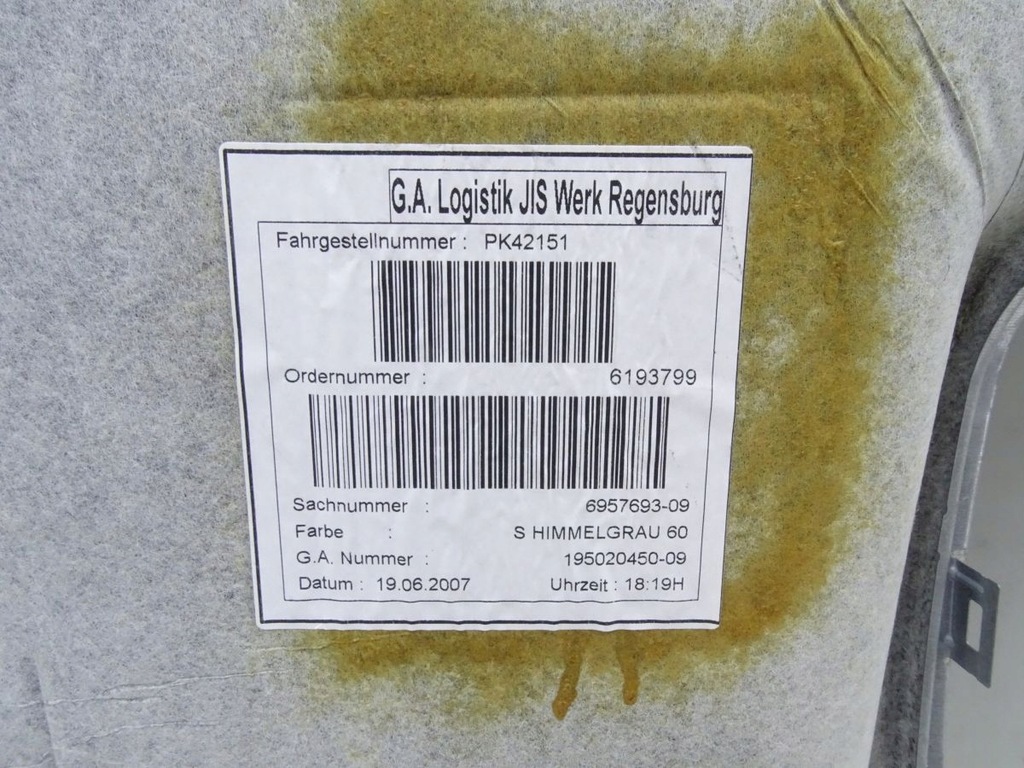 G.A. Logistik JIS Werk Regensburg
Fahrgestellnummer : PK42151
Ordernummer : 6193799
Sachnummer : 6957693-09
Farbe : S HIMMELGRAU 60
G.A. Nummer : 195020450-09
Datum : 19.06.2007 Uhrzeit : 18:19H